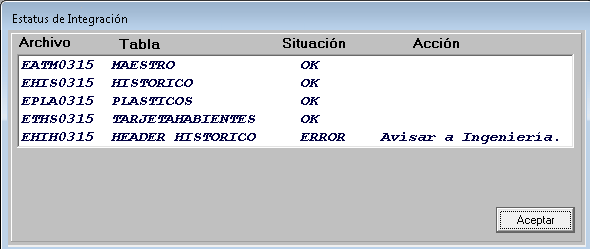 Estatus de Integración
Archivo Tabla Situación Acción
EATM0315 MAESTRO OK
EHIS0315 HISTORICO OK
EPLA0315 PLASTICOS OK
ETHS0315 TARJETAHABIENTES OK
EHIH0315 HEADER HISTORICO ERROR Avisar a Ingeniería.
Aceptar